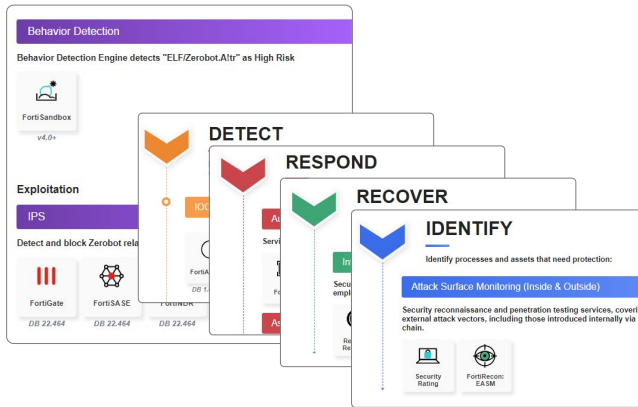 Behavior Detection
Behavior Detection Engine detects "ELF/Zerobot.A!tr" as High Risk
FortiSandbox
v4.0+
Exploitation
IPS
Detect and block Zerobot
FortiGate
FortiSASE
FortiNDR
DB 22.464
DB 22.464
DB 22.464
DETECT
IOC
DB
RESPOND
RECOVER
IDENTIFY
Identify processes and assets that need protection:
Attack Surface Monitoring (Inside & Outside)
Security reconnaissance and penetration testing services,
external attack vectors, including those introduced internally via
chain.
Security
Rating
FortiRecon:
EASM